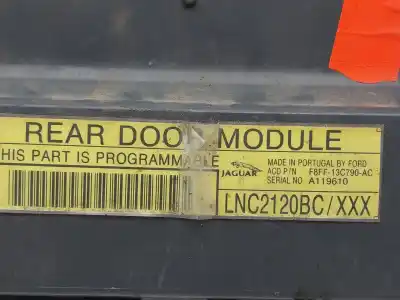 REAR DOOR MODULE
HIS PART IS PROGRAMMABLE
JAGUAR
MADE IN PORTUGAL BY FORD
ACD P/N F8FF-13C790-AC
SERIAL NO A119610
LNC2120BC/XXX